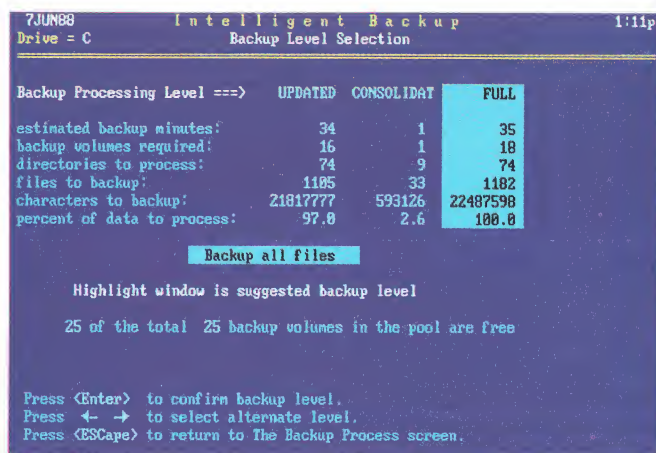 7JUN88 Intelligent Backup 1:11p
Drive = C Backup Level Selection
Backup Processing Level ===> UPDATED CONSOLIDAT FULL
estimated backup minutes: 34 1 35
backup volumes required: 16 1 18
directories to process: 74 9 74
files to backup: 1105 33 1182
characters to backup: 21817777 593126 22487598
percent of data to process: 97.0 2.6 100.0
Backup all files
Highlight window is suggested backup level
25 of the total 25 backup volumes in the pool are free
Press <Enter> to confirm backup level.
Press ← → to select alternate level.
Press <ESCape> to return to The Backup Process screen.